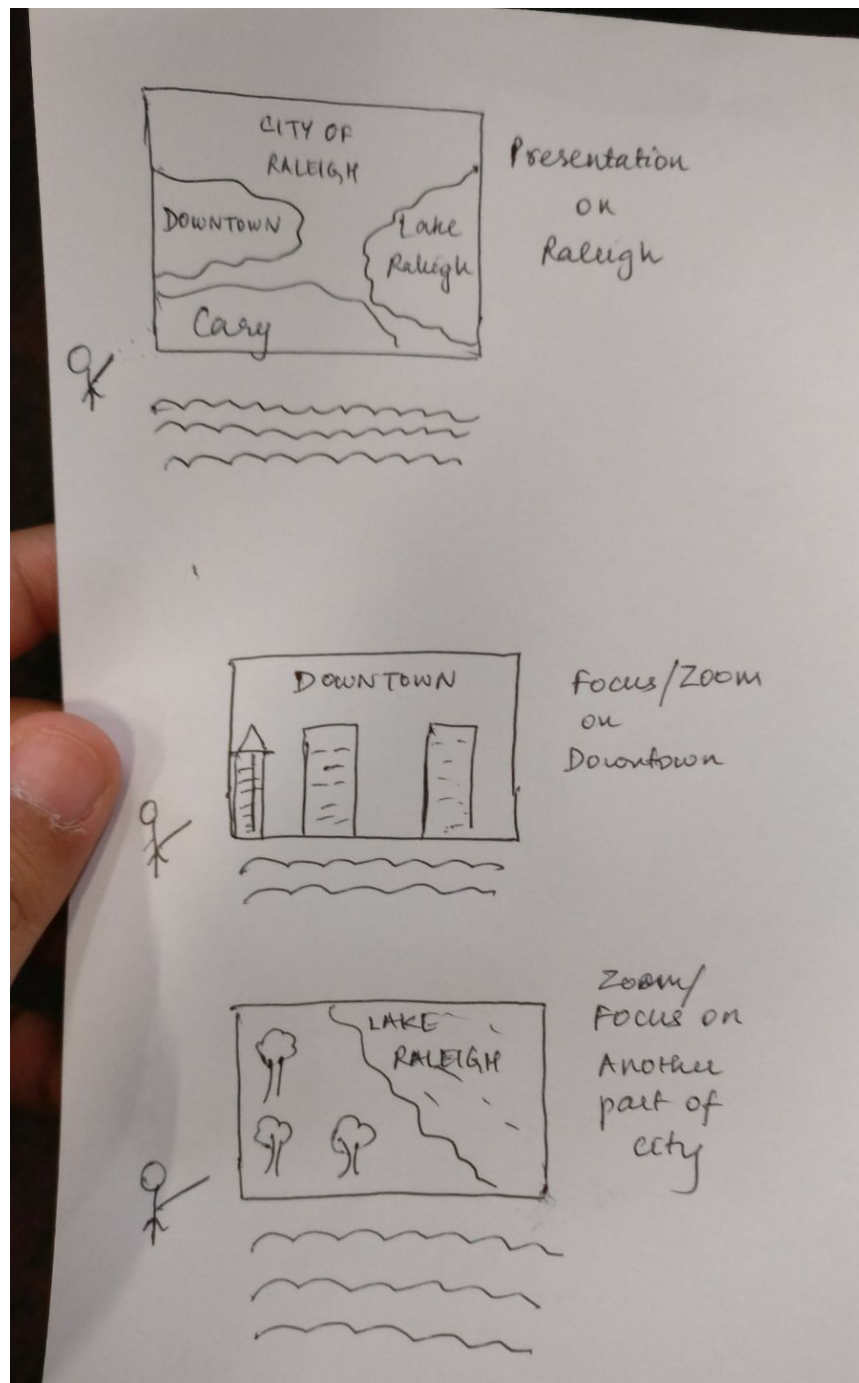 CITY OF
RALEIGH
DOWNTOWN
Lake
Raleigh
Cary
Presentation
on
Raleigh
DOWNTOWN
Focus/Zoom
on
Downtown
LAKE
RALEIGH
Zoom/
Focus on
Another
part of
city